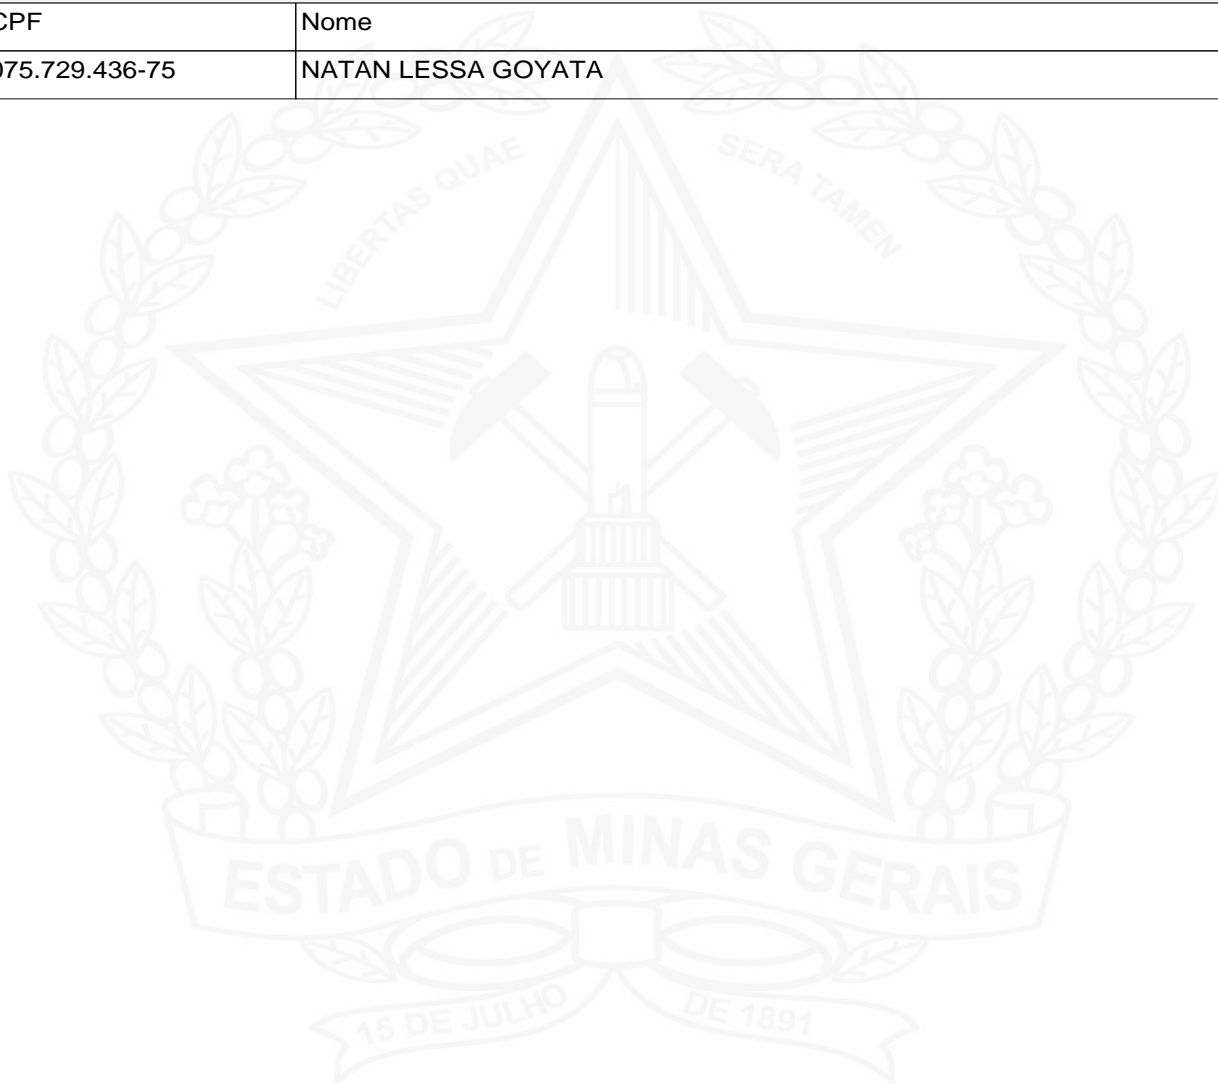 CPF Nome
075.729.436-75 NATAN LESSA GOYATA
LIBERTAS QUAE SERA TAMEN
ESTADO DE MINAS GERAIS
15 DE JULHO DE 1891